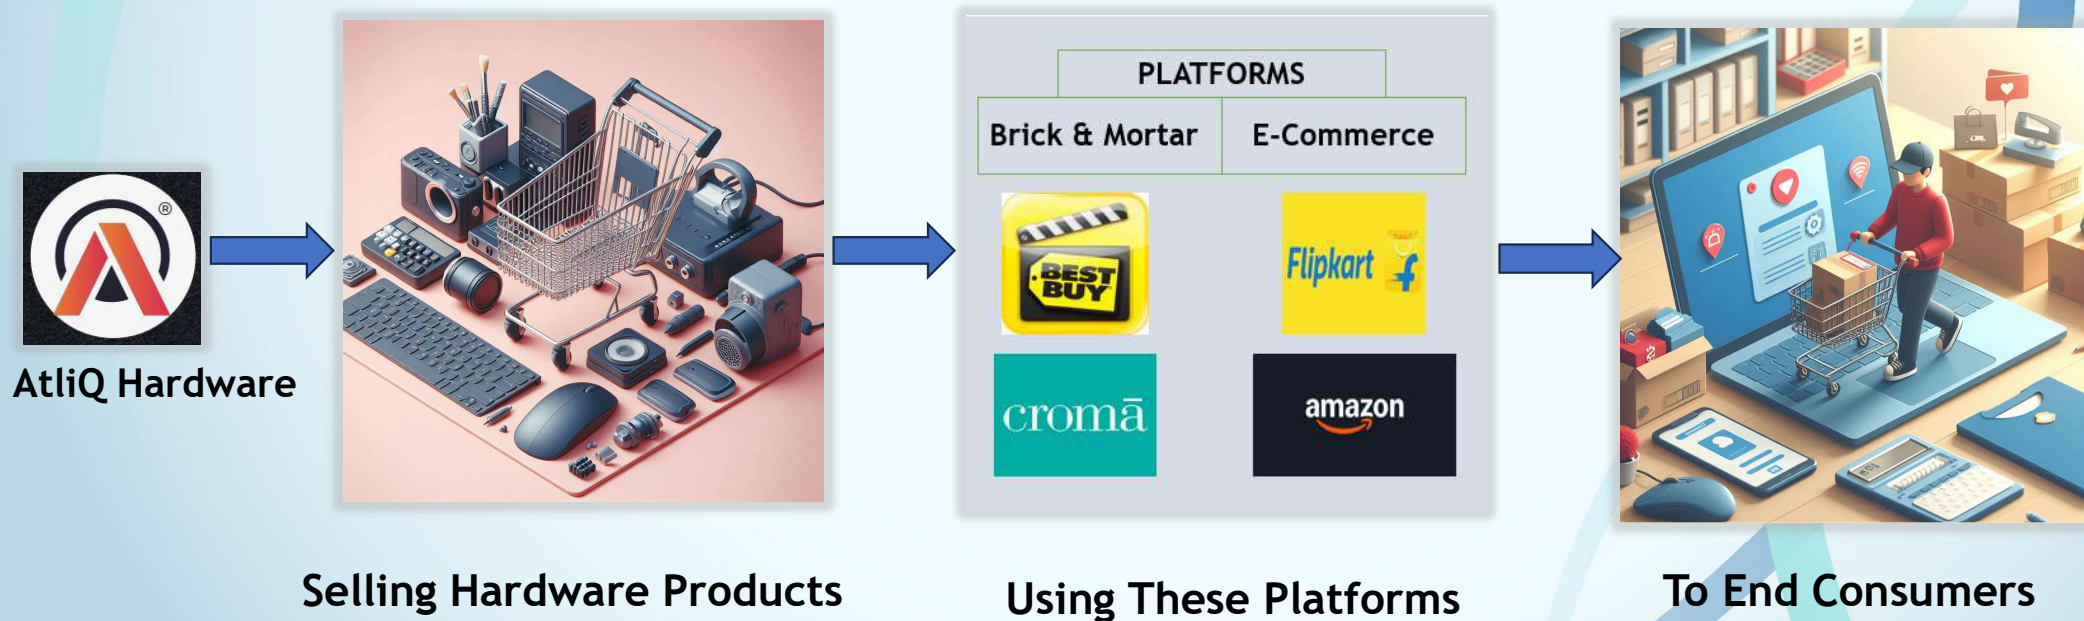 ®
AtliQ Hardware
Selling Hardware Products
PLATFORMS
Brick & Mortar
E-Commerce
BEST
BUY
Flipkart
f
cromā
amazon
Using These Platforms
To End Consumers